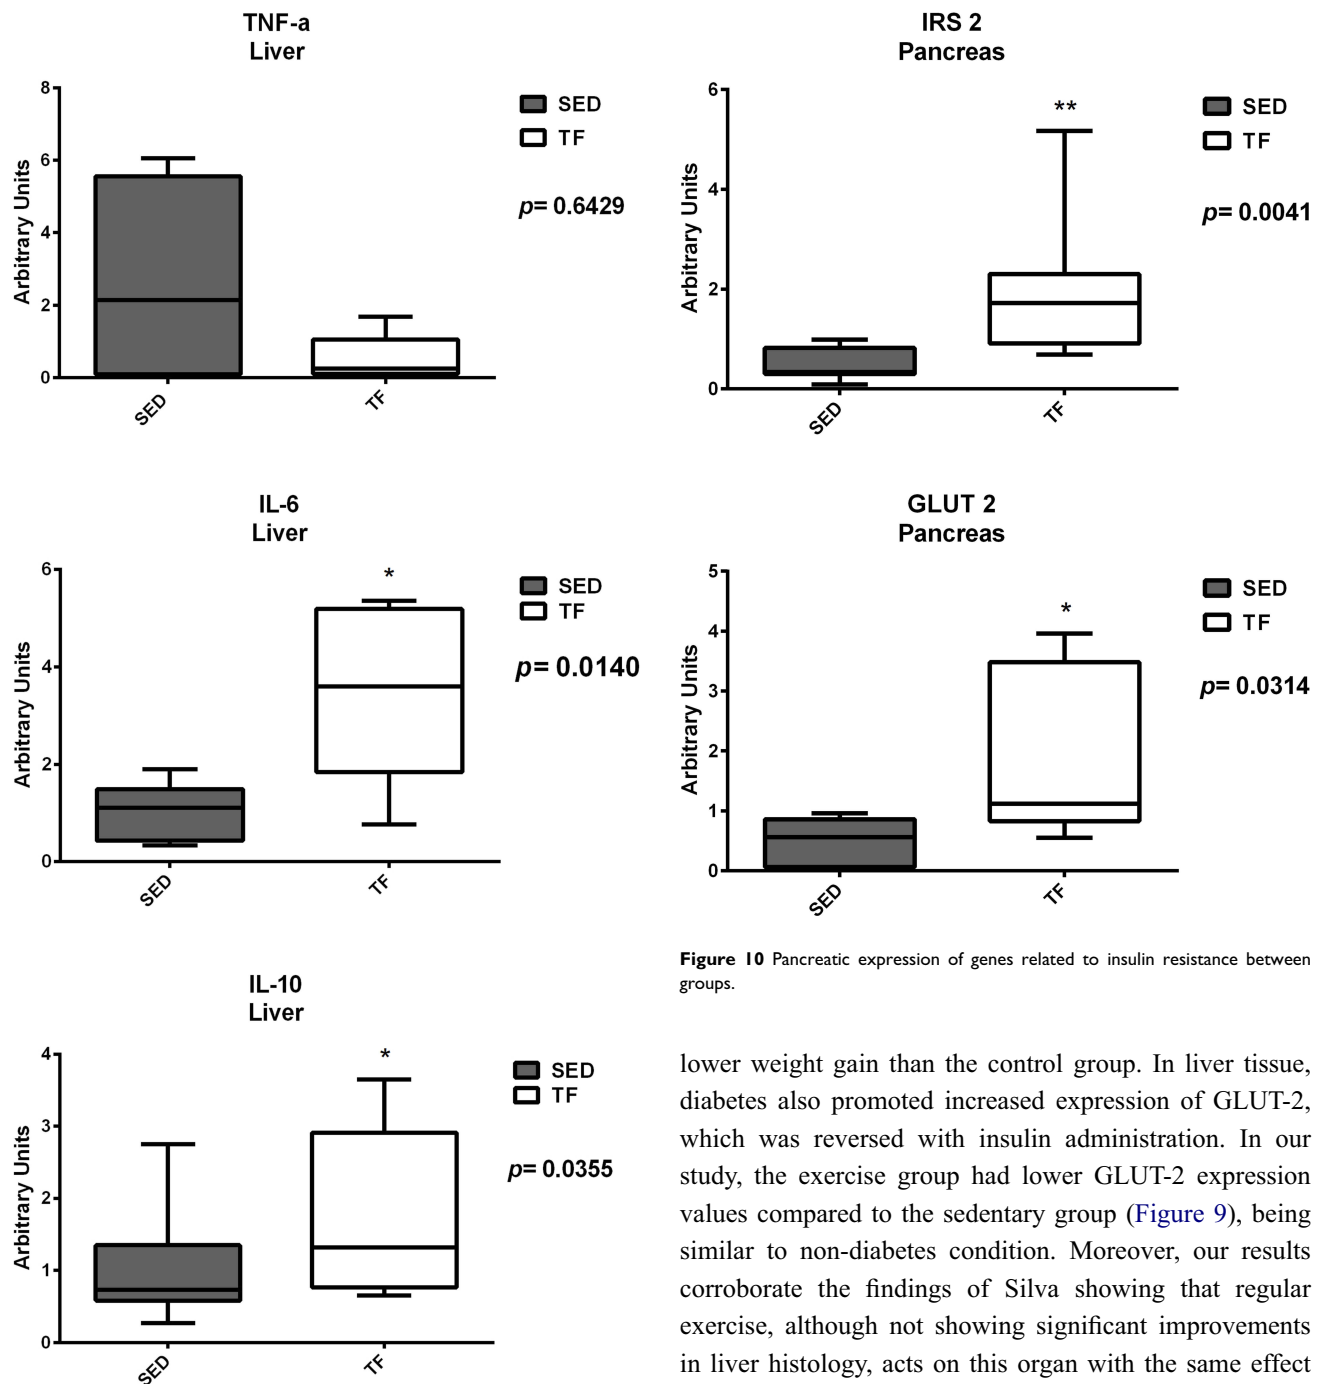 TNF-a
Liver
8
6
4
2
0
Arbitrary Units
SED
TF
SED
TF
p= 0.6429
IL-6
Liver
6
4
2
0
Arbitrary Units
*
SED
TF
SED
TF
p= 0.0140
IL-10
Liver
4
3
2
1
0
Arbitrary Units
*
SED
TF
SED
TF
p= 0.0355
IRS 2
Pancreas
6
4
2
0
Arbitrary Units
**
SED
TF
SED
TF
p= 0.0041
GLUT 2
Pancreas
5
4
3
2
1
0
Arbitrary Units
*
SED
TF
SED
TF
p= 0.0314
Figure 10 Pancreatic expression of genes related to insulin resistance between
groups.
lower weight gain than the control group. In liver tissue,
diabetes also promoted increased expression of GLUT-2,
which was reversed with insulin administration. In our
study, the exercise group had lower GLUT-2 expression
values compared to the sedentary group (Figure 9), being
similar to non-diabetes condition. Moreover, our results
corroborate the findings of Silva showing that regular
exercise, although not showing significant improvements
in liver histology, acts on this organ with the same effect